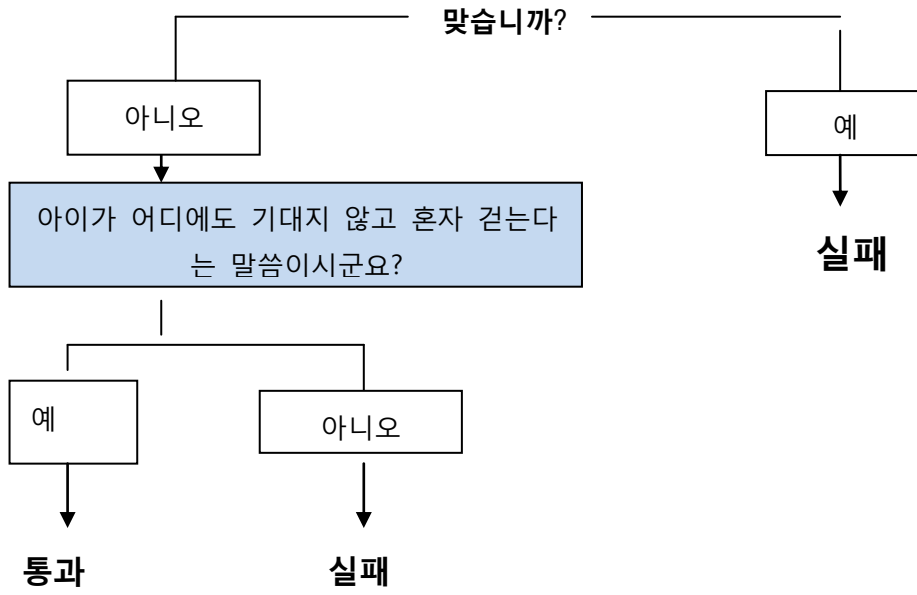 맞습니까?
아니오
예
아이가 어디에도 기대지 않고 혼자 걷는다
는 말씀이시군요?
실패
예
아니오
통과
실패